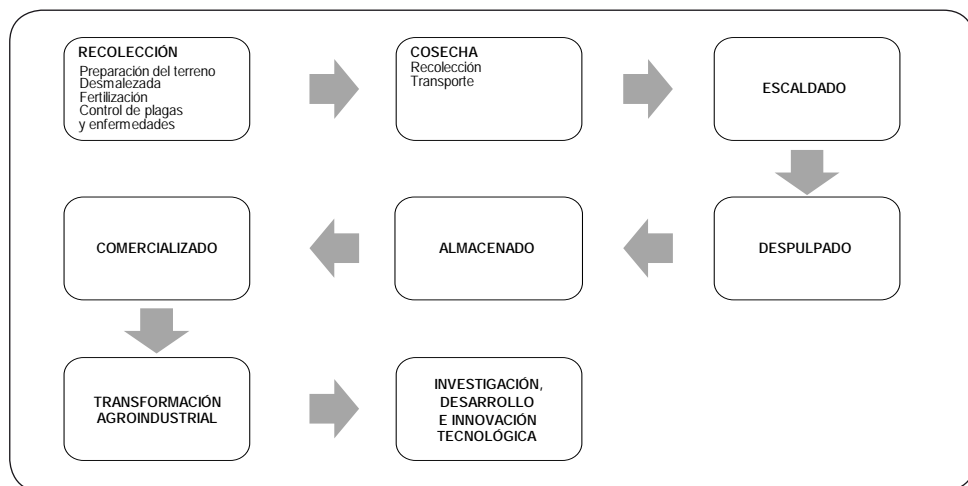 RECOLECCIÓN
Preparación del terreno
Desmalezada
Fertilización
Control de plagas
y enfermedades
COSECHA
Recolección
Transporte
ESCALDADO
DESPULPADO
ALMACENADO
COMERCIALIZADO
TRANSFORMACIÓN
AGROINDUSTRIAL
INVESTIGACIÓN,
DESARROLLO
E INNOVACIÓN
TECNOLÓGICA